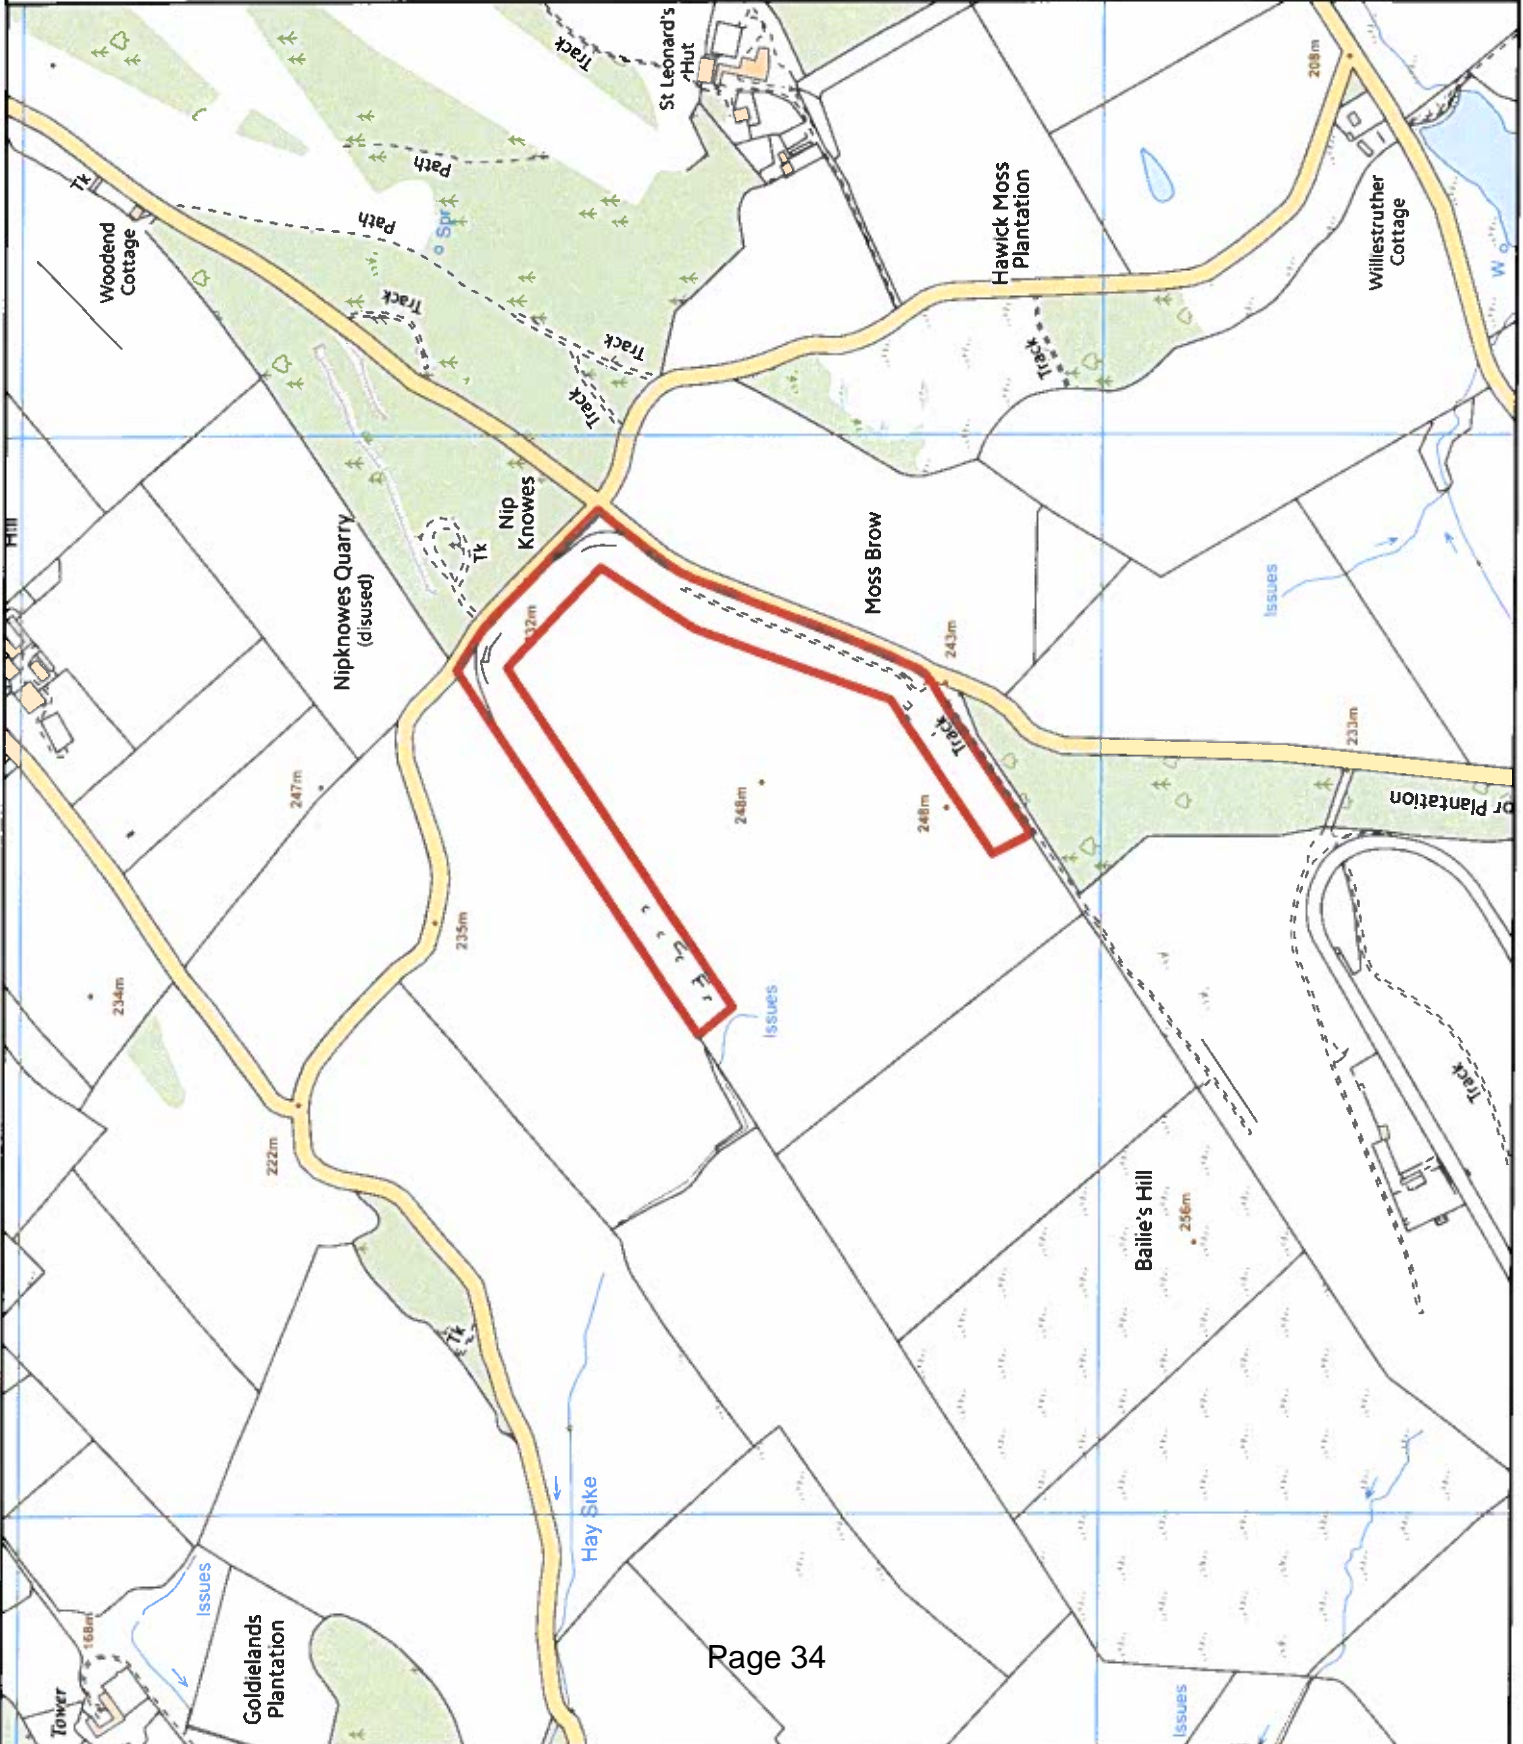 St Leonard's
Hut
Track
208m
Path
Path
Tk
Woodend
Cottage
Spr
Track
Track
Track
Hawick Moss
Plantation
Track
Williestruther
Cottage
W
Hill
Nip
Knowes
Tk
Nipknowes Quarry
(disused)
Moss Brow
Issues
243m
Track
233m
247m
248m
248m
235m
234m
Issues
222m
Track
Bailie's Hill
256m
Tk
Hay Sike
Issues
168m
Tower
Goldielands
Plantation
Page 34
Issues